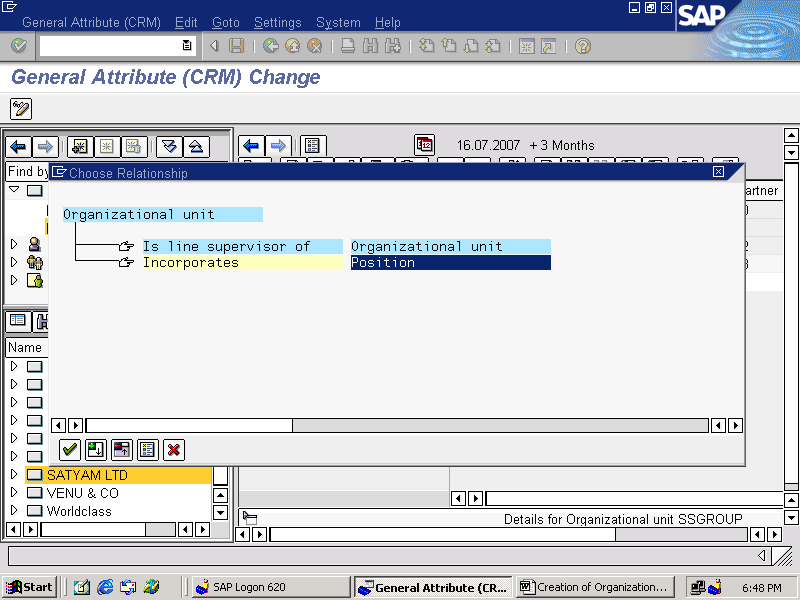 General Attribute (CRM) Edit Goto Settings System Help
SAP
General Attribute (CRM) Change
16.07.2007 + 3 Months
Find by
Choose Relationship
artner
Organizational unit
Is line supervisor of Organizational unit
Incorporates Position
Name
SATYAM LTD
VENU & CO
Worldclass
Details for Organizational unit SSGROUP
Start SAP Logon 620 General Attribute (CR... Creation of Organization... 6:48 PM